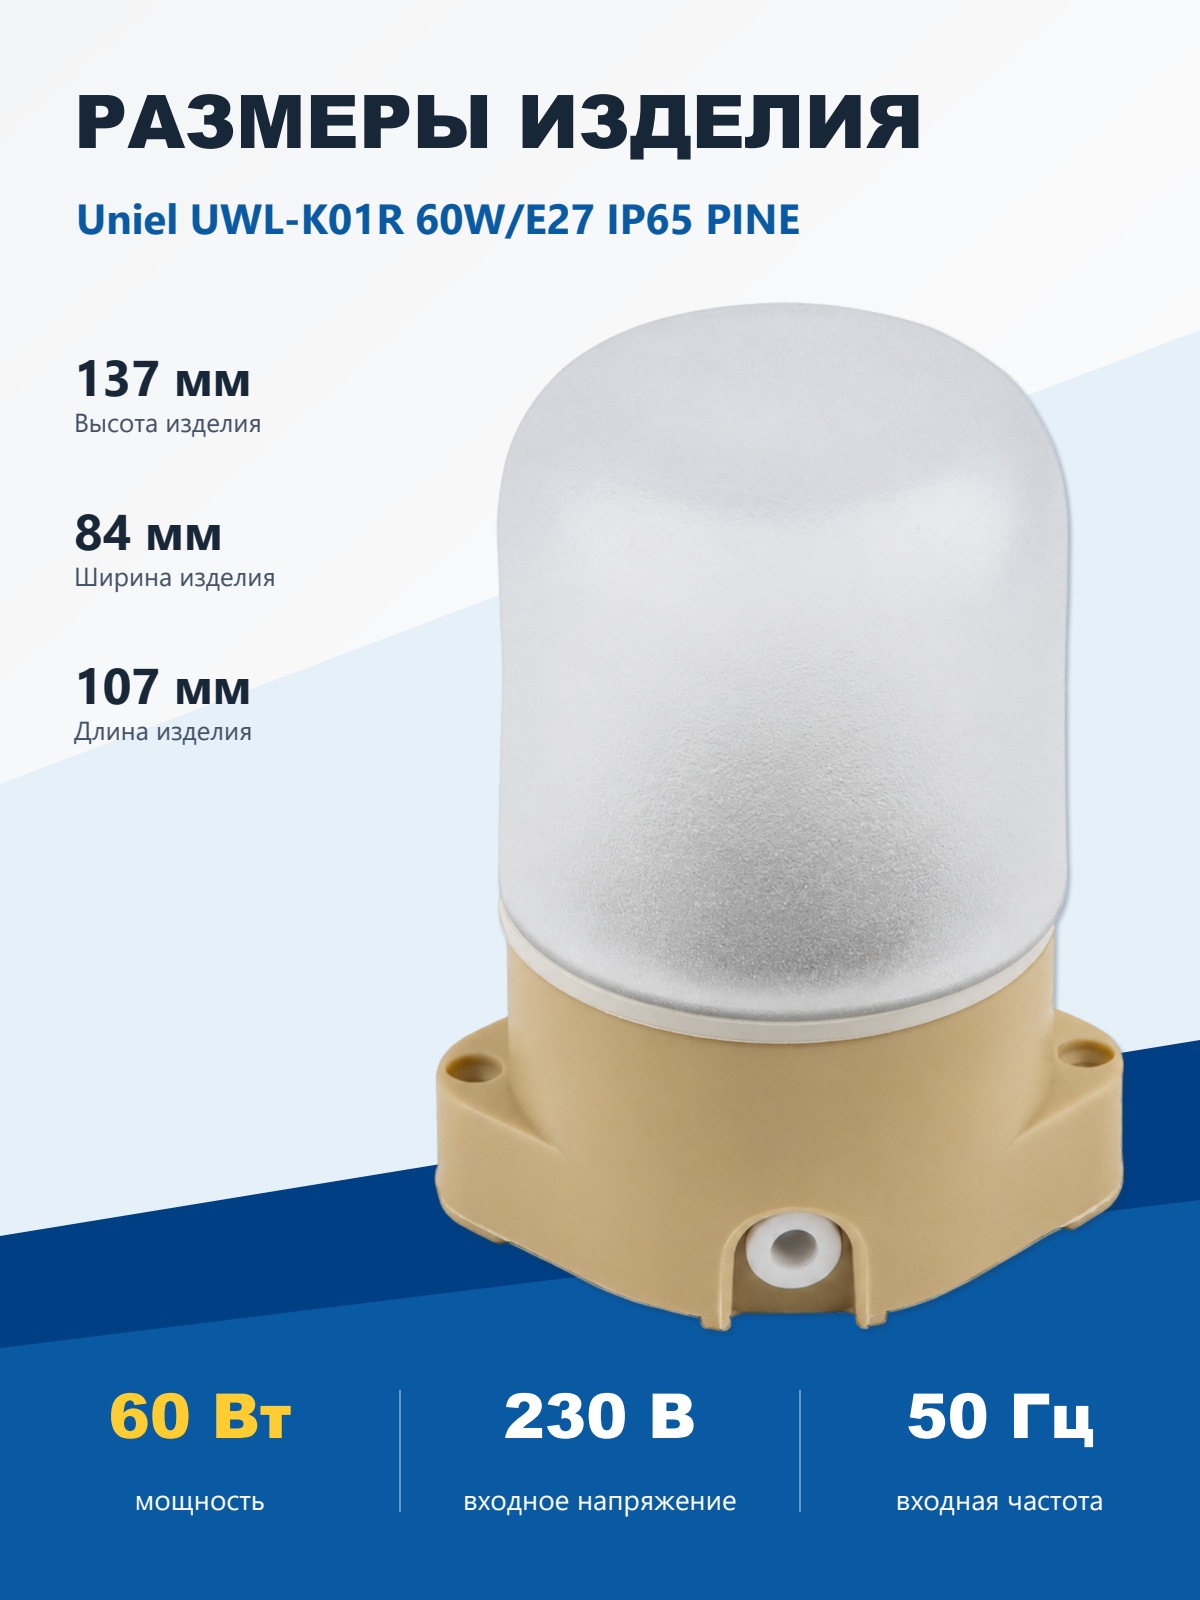 РАЗМЕРЫ ИЗДЕЛИЯ
Uniel UWL-K01R 60W/E27 IP65 PINE
137 мм
Высота изделия
84 мм
Ширина изделия
107 мм
Длина изделия
60 Вт
мощность
230 В
входное напряжение
50 Гц
входная частота